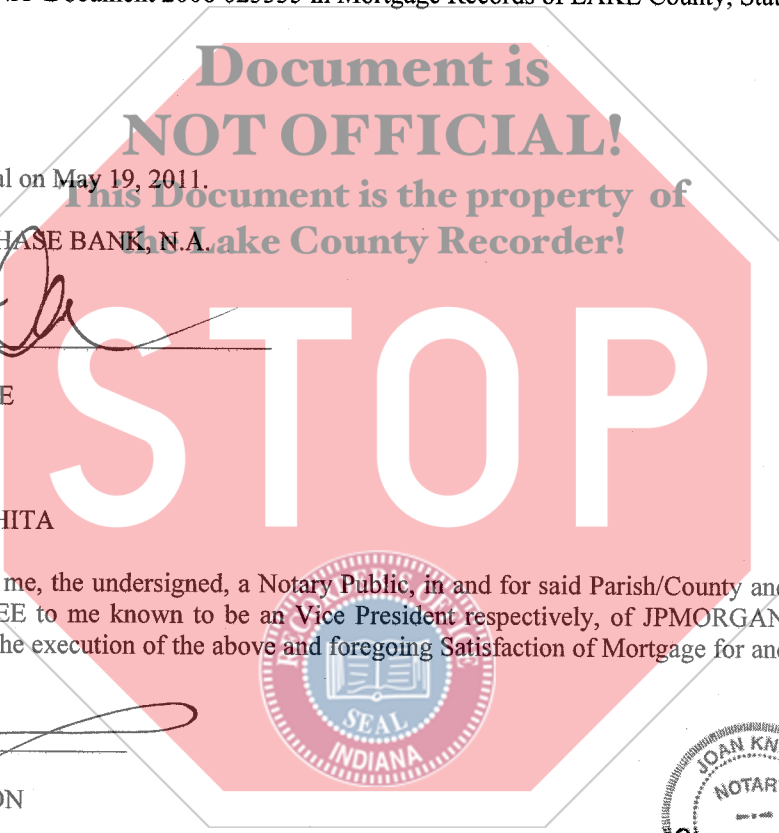 Document is
NOT OFFICIAL!
al on May 19, 2011.
This Document is the property of
HASE BANK, N.A.
the Lake County Recorder!
STOP
E
HITA
me, the undersigned, a Notary Public, in and for said Parish/County and
EE to me known to be an Vice President respectively, of JPMORGAN
he execution of the above and foregoing Satisfaction of Mortgage for and
SEAL
INDIANA
JOAN KN
NOTAR
ON